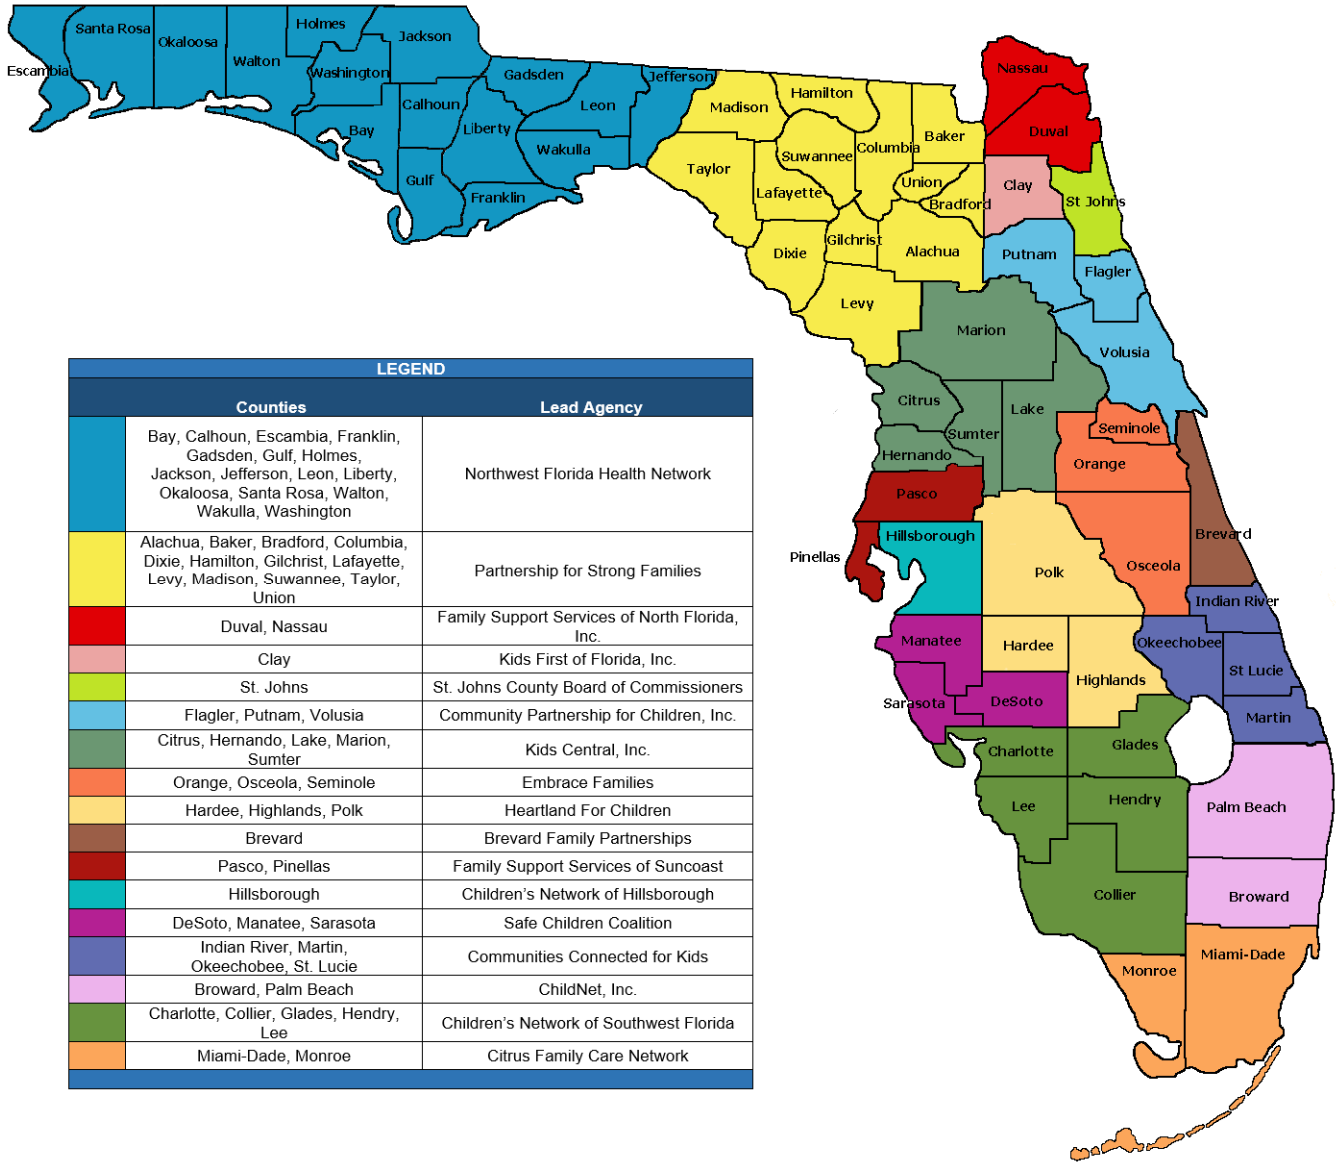 Holmes
Santa Rosa
Jackson
Okaloosa
Walton
Escambia
Washington
Gadsden
Jefferson
Calhoun
Leon
Bay
Liberty
Wakulla
Gulf
Franklin
Nassau
Hamilton
Madison
Duval
Baker
Columbia
Suwannee
Taylor
Union
Clay
Lafayette
Bradford
St Johns
Gilchrist
Dixie
Alachua
Putnam
Flagler
Levy
Marion
Volusia
Citrus
Lake
Sumter
Seminole
Hernando
Orange
Pasco
Hillsborough
Brevard
Pinellas
Polk
Osceola
Indian River
Manatee
Hardee
Okeechobee
St Lucie
Highlands
Sarasota
DeSoto
Martin
Charlotte
Glades
Lee
Hendry
Palm Beach
Collier
Broward
Miami-Dade
Monroe
LEGEND
Counties
Lead Agency
Bay, Calhoun, Escambia, Franklin,
Gadsden, Gulf, Holmes,
Jackson, Jefferson, Leon, Liberty,
Okaloosa, Santa Rosa, Walton,
Wakulla, Washington
Northwest Florida Health Network
Alachua, Baker, Bradford, Columbia,
Dixie, Hamilton, Gilchrist, Lafayette,
Levy, Madison, Suwannee, Taylor,
Union
Partnership for Strong Families
Duval, Nassau
Family Support Services of North Florida,
Inc.
Clay
Kids First of Florida, Inc.
St. Johns
St. Johns County Board of Commissioners
Flagler, Putnam, Volusia
Community Partnership for Children, Inc.
Citrus, Hernando, Lake, Marion,
Sumter
Kids Central, Inc.
Orange, Osceola, Seminole
Embrace Families
Hardee, Highlands, Polk
Heartland For Children
Brevard
Brevard Family Partnerships
Pasco, Pinellas
Family Support Services of Suncoast
Hillsborough
Children's Network of Hillsborough
DeSoto, Manatee, Sarasota
Safe Children Coalition
Indian River, Martin,
Okeechobee, St. Lucie
Communities Connected for Kids
Broward, Palm Beach
ChildNet, Inc.
Charlotte, Collier, Glades, Hendry,
Lee
Children's Network of Southwest Florida
Miami-Dade, Monroe
Citrus Family Care Network